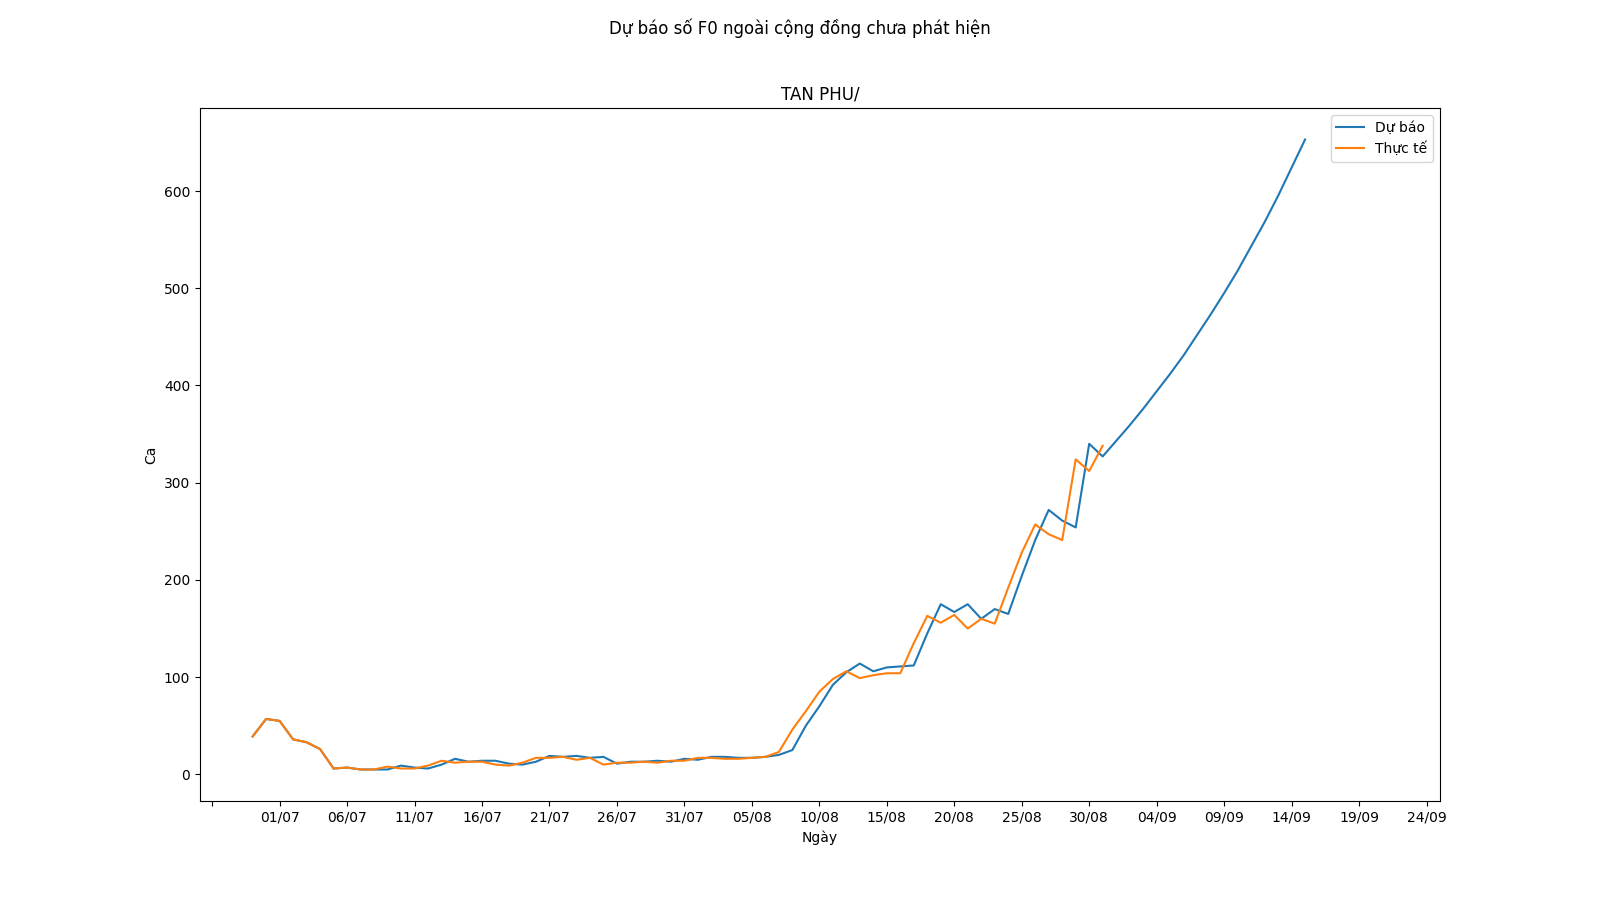 Dự báo số F0 ngoài cộng đồng chưa phát hiện
TAN PHU/
Dự báo
Thực tế
600
500
400
300
200
100
0
Ca
01/07 06/07 11/07 16/07 21/07 26/07 31/07 05/08 10/08 15/08 20/08 25/08 30/08 04/09 09/09 14/09 19/09 24/09
Ngày